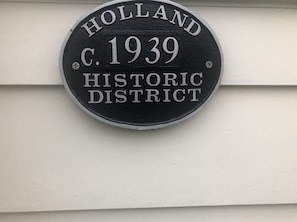 HOLLAND
C. 1939
HISTORIC
DISTRICT